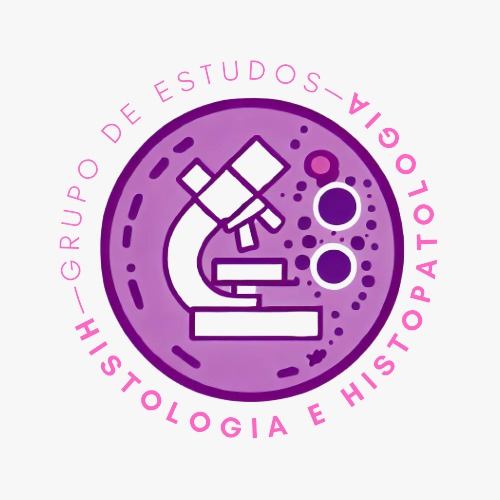 —GRUPO DE ESTUDOS—
HISTOLOGIA E HISTOPATOLOGIA